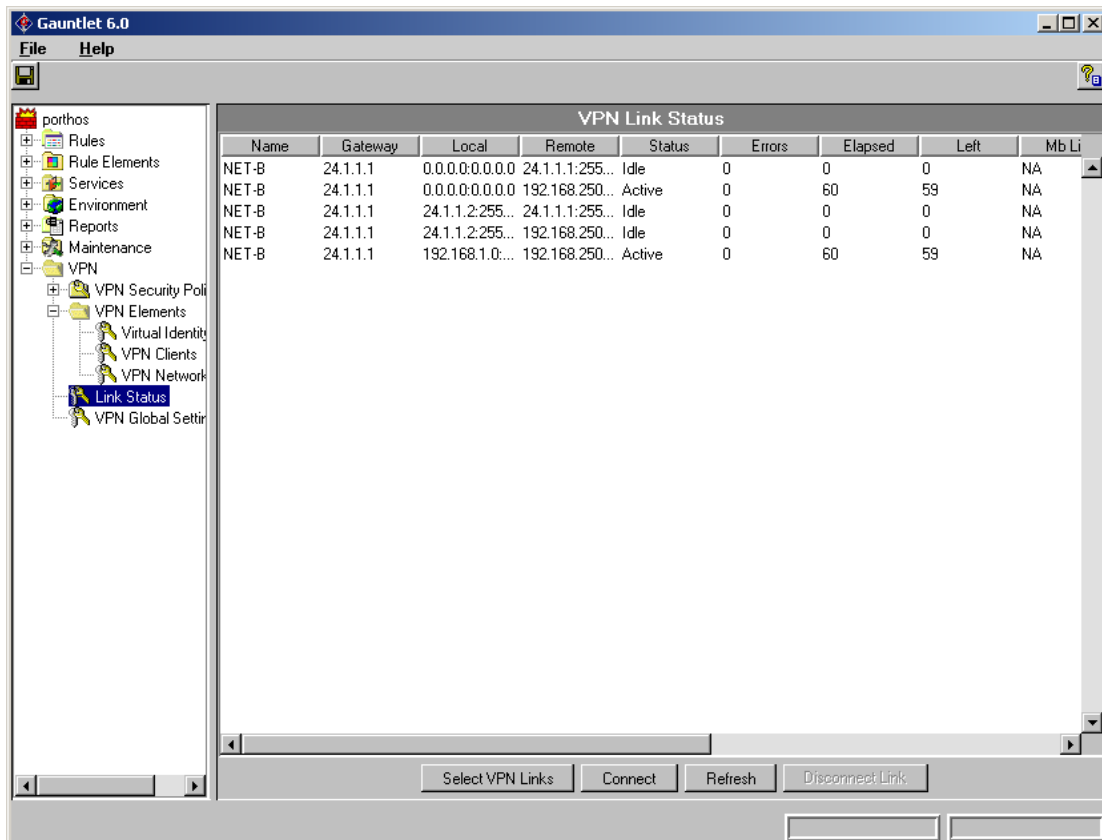 Gauntlet 6.0
File Help
porthos
Rules
Rule Elements
Services
Environment
Reports
Maintenance
VPN
VPN Security Poli
VPN Elements
Virtual Identity
VPN Clients
VPN Network
Link Status
VPN Global Settin
VPN Link Status
Name Gateway Local Remote Status Errors Elapsed Left Mb Li
NET-B 24.1.1.1 0.0.0.0:0.0.0.0 24.1.1.1:255... Idle 0 0 0 NA
NET-B 24.1.1.1 0.0.0.0:0.0.0.0 192.168.250... Active 0 60 59 NA
NET-B 24.1.1.1 24.1.1.2:255... 24.1.1.1:255... Idle 0 0 0 NA
NET-B 24.1.1.1 24.1.1.2:255... 192.168.250... Idle 0 0 0 NA
NET-B 24.1.1.1 192.168.1.0:... 192.168.250... Active 0 60 59 NA
Select VPN Links Connect Refresh Disconnect Link